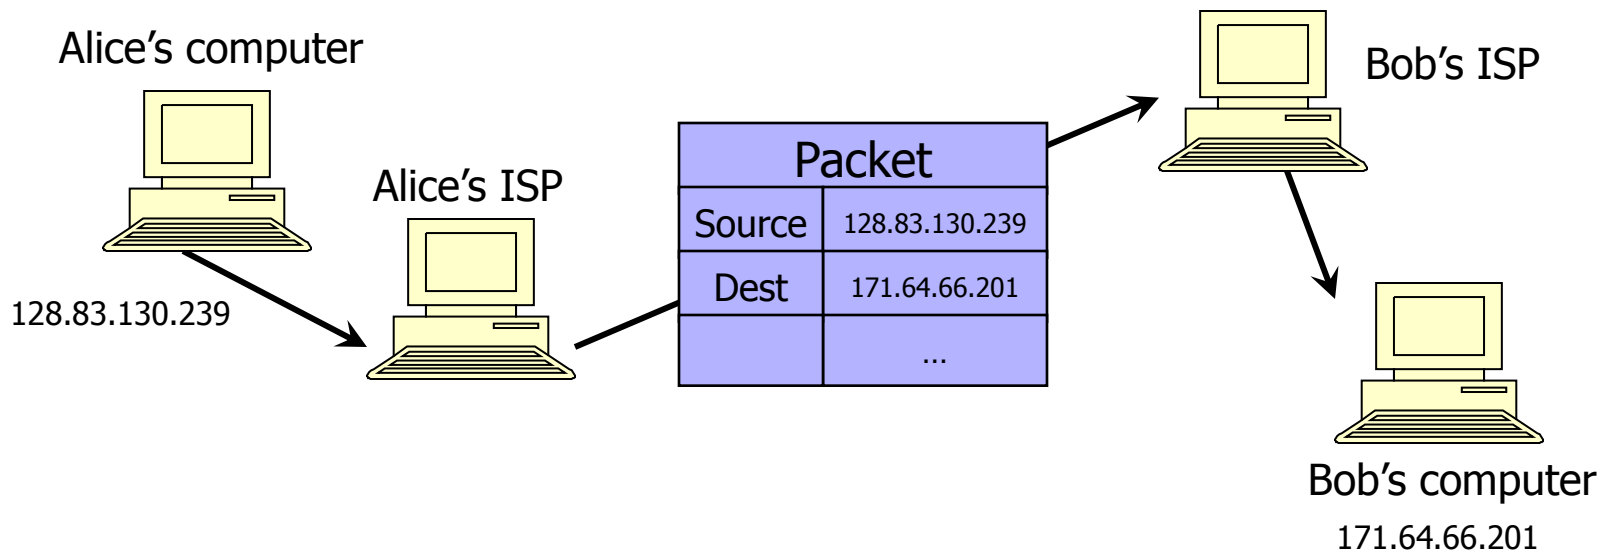 Alice’s computer
128.83.130.239
Alice’s ISP
Packet
Source 128.83.130.239
Dest 171.64.66.201
…
Bob’s ISP
Bob’s computer
171.64.66.201